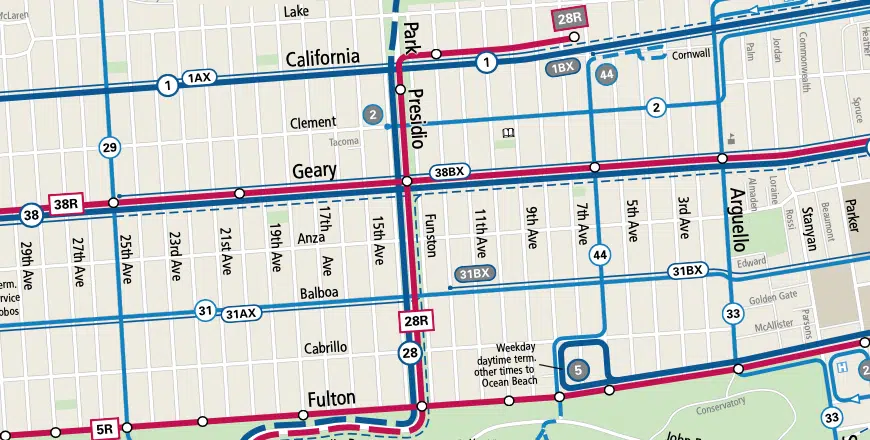 Lake
28R
Park
Presidio
California
1
1AX
1
1BX
44
Cornwall
Palm
Jordan
Commonwealth
Heather
Spruce
Clement
2
2
Tacoma
29
Geary
38BX
38R
38
29th Ave
27th Ave
25th Ave
23rd Ave
21st Ave
19th Ave
17th
Ave
15th Ave
Funston
11th Ave
9th Ave
7th Ave
5th Ave
3rd Ave
Arguello
Almaden
Loraine
Rossi
Stanyan
Beaumont
Parker
Anza
44
Edward
31BX
31BX
Balboa
31
31AX
28R
33
Golden Gate
McAllister
Parsons
Cabrillo
28
Weekday
daytime term.
other times to
Ocean Beach
5
Fulton
5R
Conservatory
33
erm.
rvice
obos